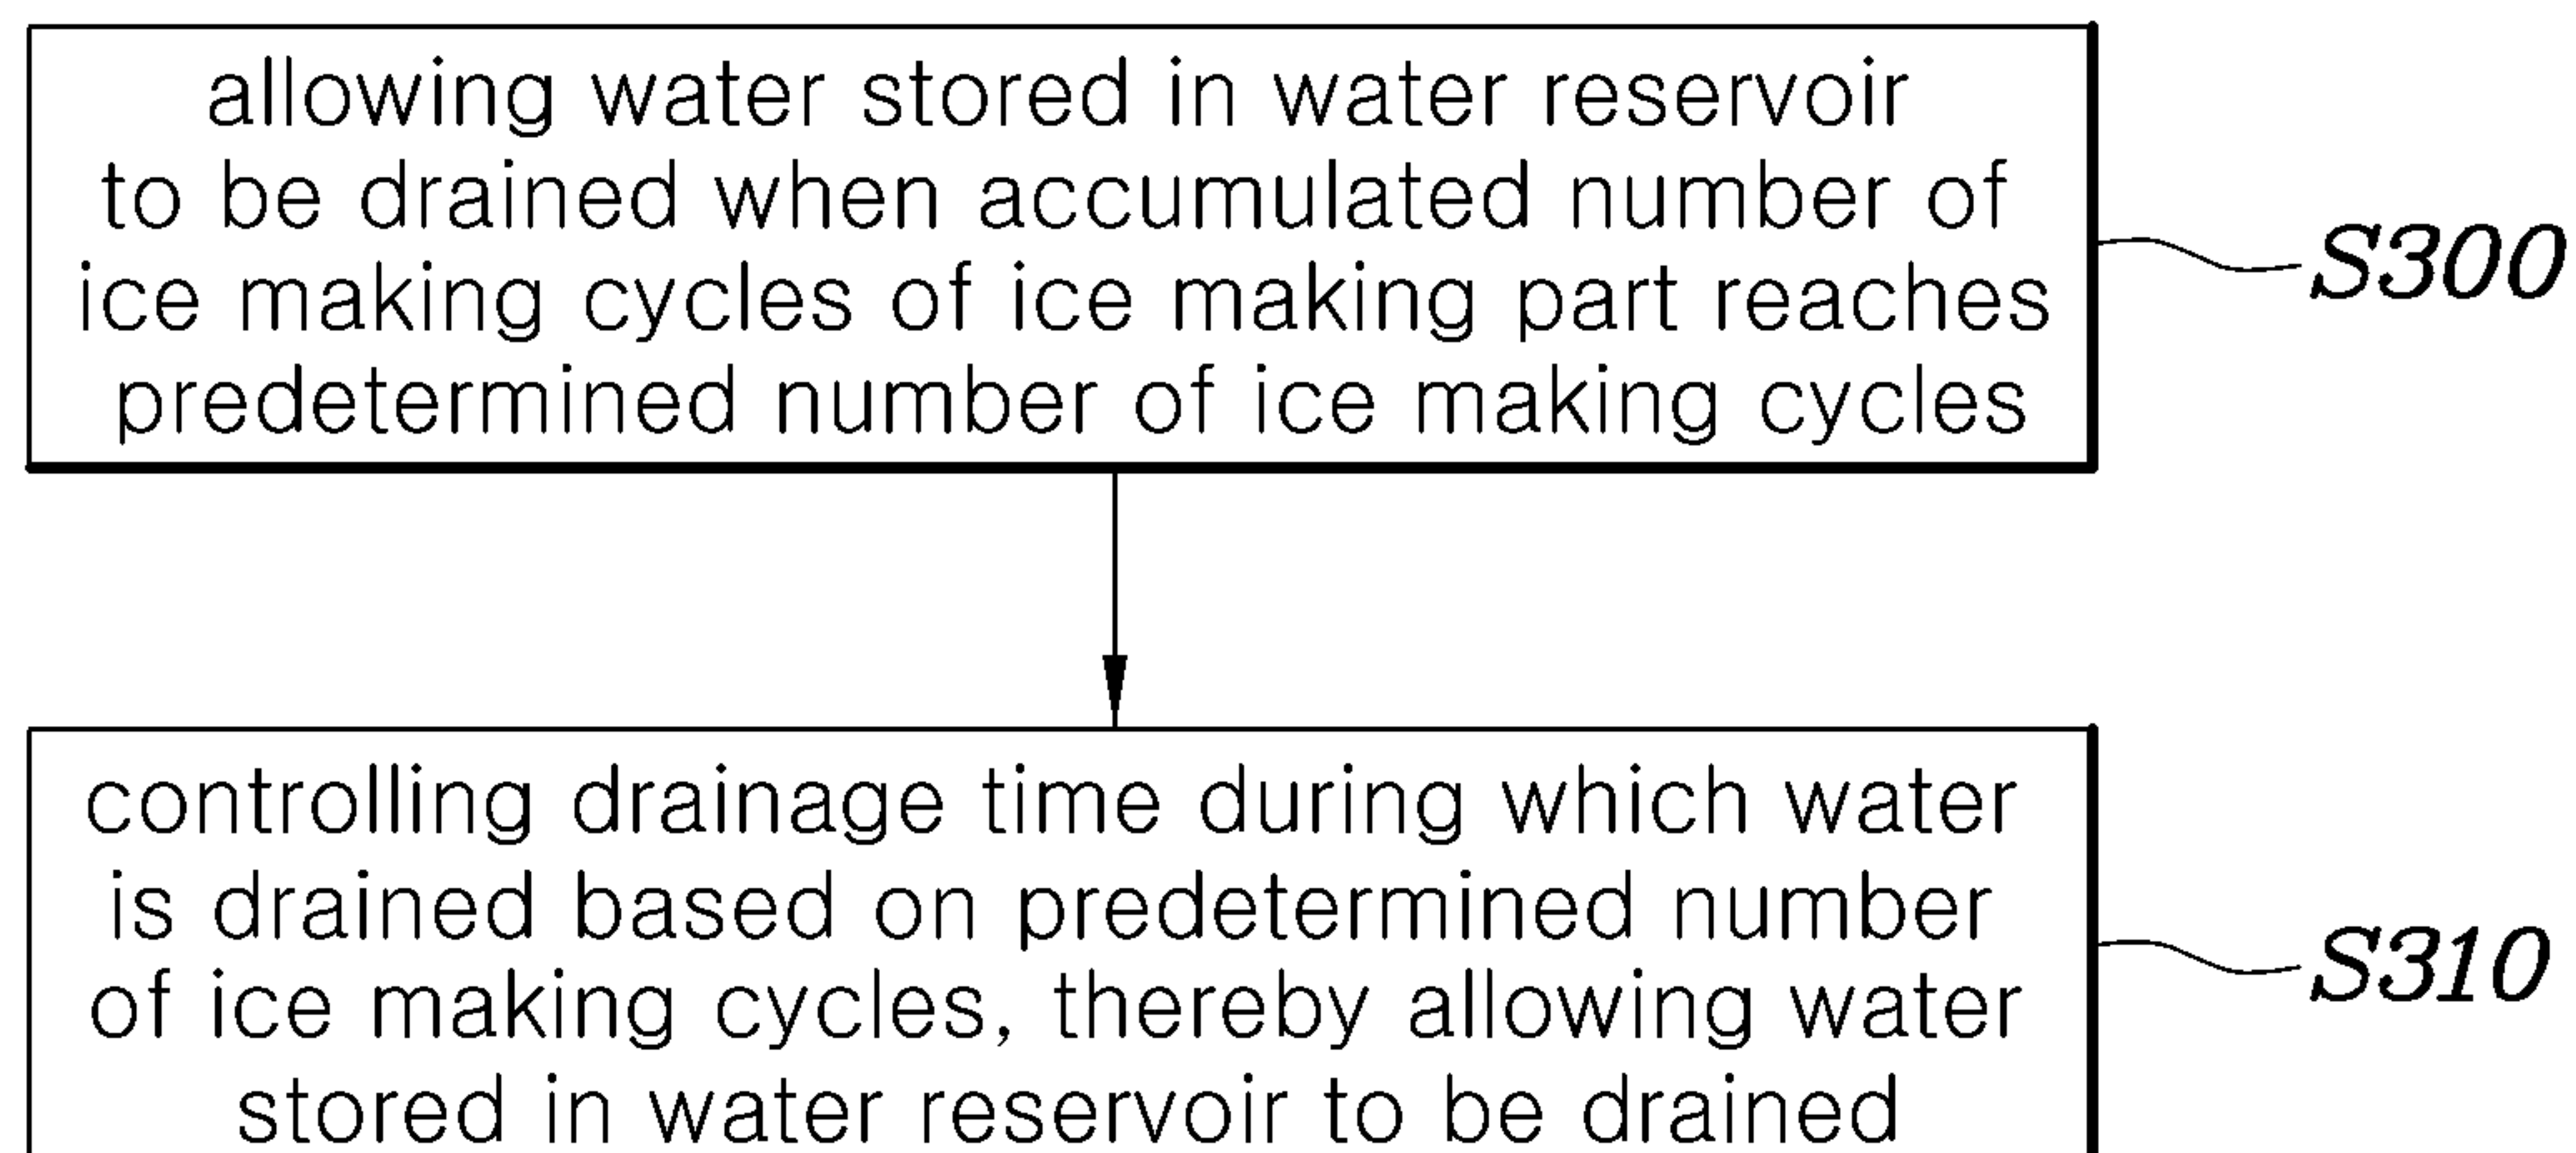 allowing water stored in water reservoir
to be drained when accumulated number of
ice making cycles of ice making part reaches
predetermined number of ice making cycles
S300
controlling drainage time during which water
is drained based on predetermined number
of ice making cycles, thereby allowing water
stored in water reservoir to be drained
S310